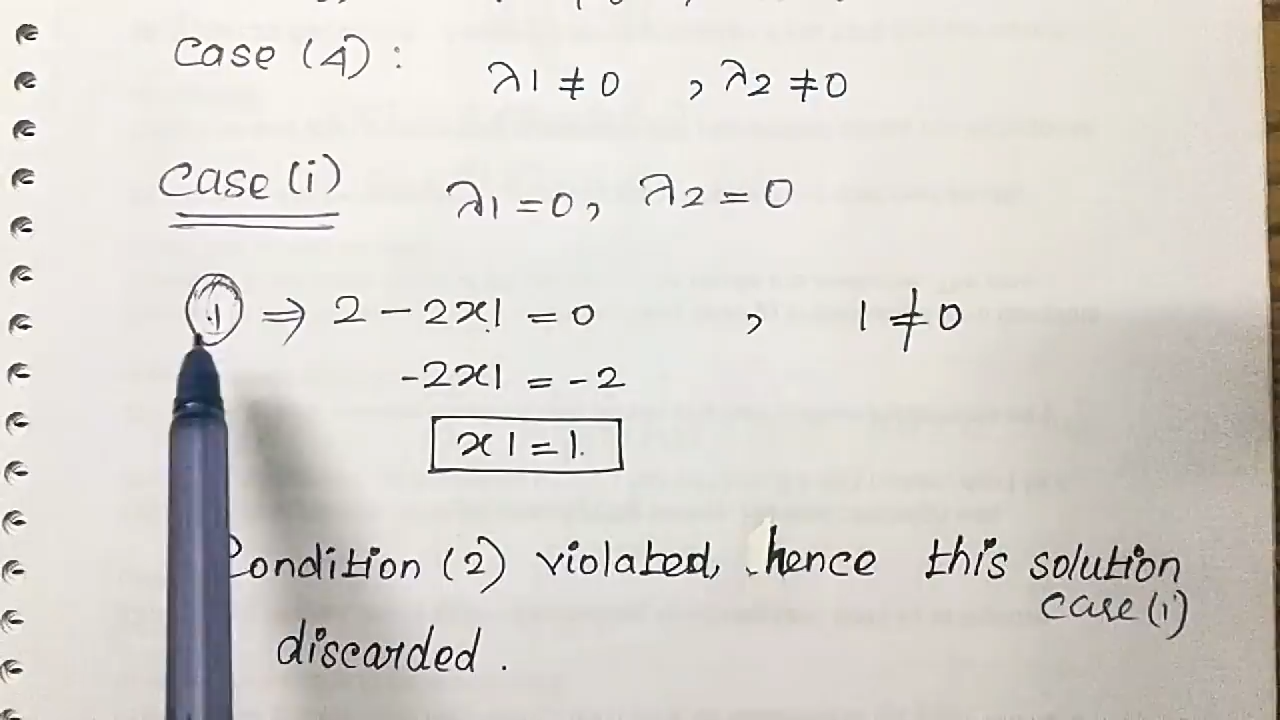 case (4) : λ1 ≠ 0 , λ2 ≠ 0
case (i) λ1 = 0, λ2 = 0
(1) ⇒ 2 - 2x1 = 0 , 1 ≠ 0
-2x1 = -2
x1 = 1.
Condition (2) violated, hence this solution
case (1)
discarded.